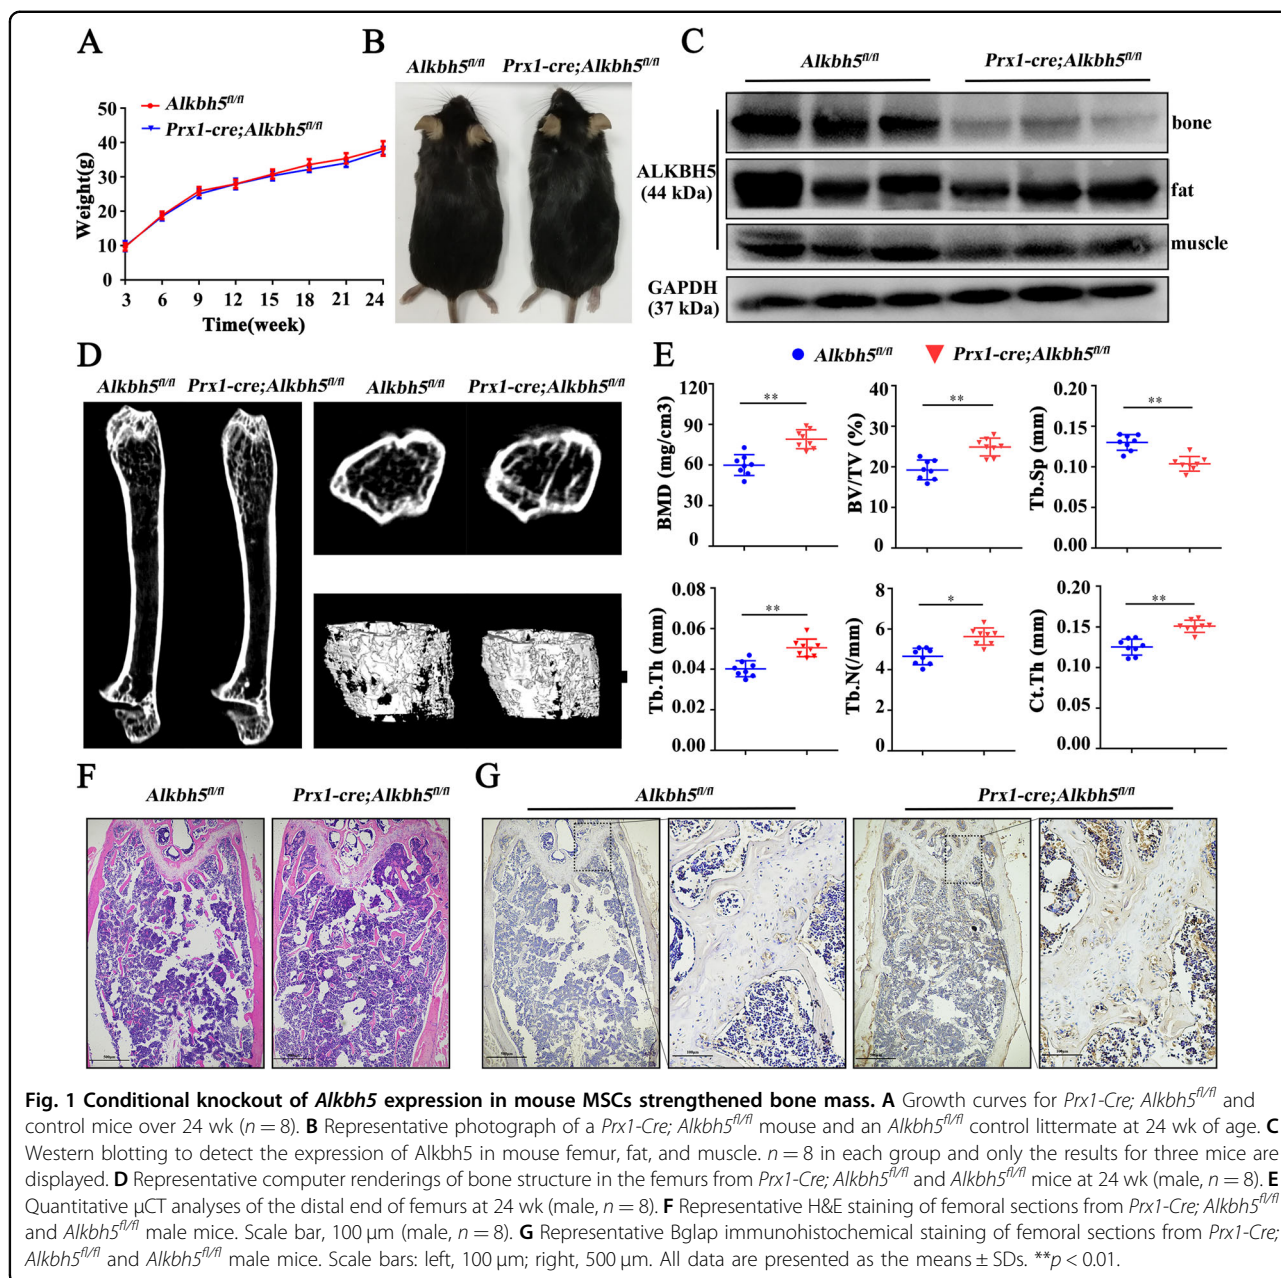 A
Alkbh5fl/fl
Prx1-cre;Alkbh5fl/fl
Weight(g)
50
40
30
20
10
0
3 6 9 12 15 18 21 24
Time(week)
B
Alkbh5fl/fl Prx1-cre;Alkbh5fl/fl
C
Alkbh5fl/fl Prx1-cre;Alkbh5fl/fl
ALKBH5
(44 kDa)
bone
fat
muscle
GAPDH
(37 kDa)
D
Alkbh5fl/fl Prx1-cre;Alkbh5fl/fl Alkbh5fl/fl Prx1-cre;Alkbh5fl/fl
E
Alkbh5fl/fl Prx1-cre;Alkbh5fl/fl
BMD (mg/cm3)
120
90
60
30
0
**
BV/TV (%)
40
30
20
10
0
**
Tb.Sp (mm)
0.20
0.15
0.10
0.05
0.00
**
Tb.Th (mm)
0.08
0.06
0.04
0.02
0.00
**
Tb.N(/mm)
8
6
4
2
0
*
Ct.Th (mm)
0.20
0.15
0.10
0.05
0.00
**
F
Alkbh5fl/fl Prx1-cre;Alkbh5fl/fl
G
Alkbh5fl/fl Prx1-cre;Alkbh5fl/fl
Fig. 1 Conditional knockout of Alkbh5 expression in mouse MSCs strengthened bone mass. A Growth curves for Prx1-Cre; Alkbh5fl/fl and
control mice over 24 wk (n = 8). B Representative photograph of a Prx1-Cre; Alkbh5fl/fl mouse and an Alkbh5fl/fl control littermate at 24 wk of age. C
Western blotting to detect the expression of Alkbh5 in mouse femur, fat, and muscle. n = 8 in each group and only the results for three mice are
displayed. D Representative computer renderings of bone structure in the femurs from Prx1-Cre; Alkbh5fl/fl and Alkbh5fl/fl mice at 24 wk (male, n = 8). E
Quantitative μCT analyses of the distal end of femurs at 24 wk (male, n = 8). F Representative H&E staining of femoral sections from Prx1-Cre; Alkbh5fl/fl
and Alkbh5fl/fl male mice. Scale bar, 100 μm (male, n = 8). G Representative Bglap immunohistochemical staining of femoral sections from Prx1-Cre;
Alkbh5fl/fl and Alkbh5fl/fl male mice. Scale bars: left, 100 μm; right, 500 μm. All data are presented as the means ± SDs. **p < 0.01.